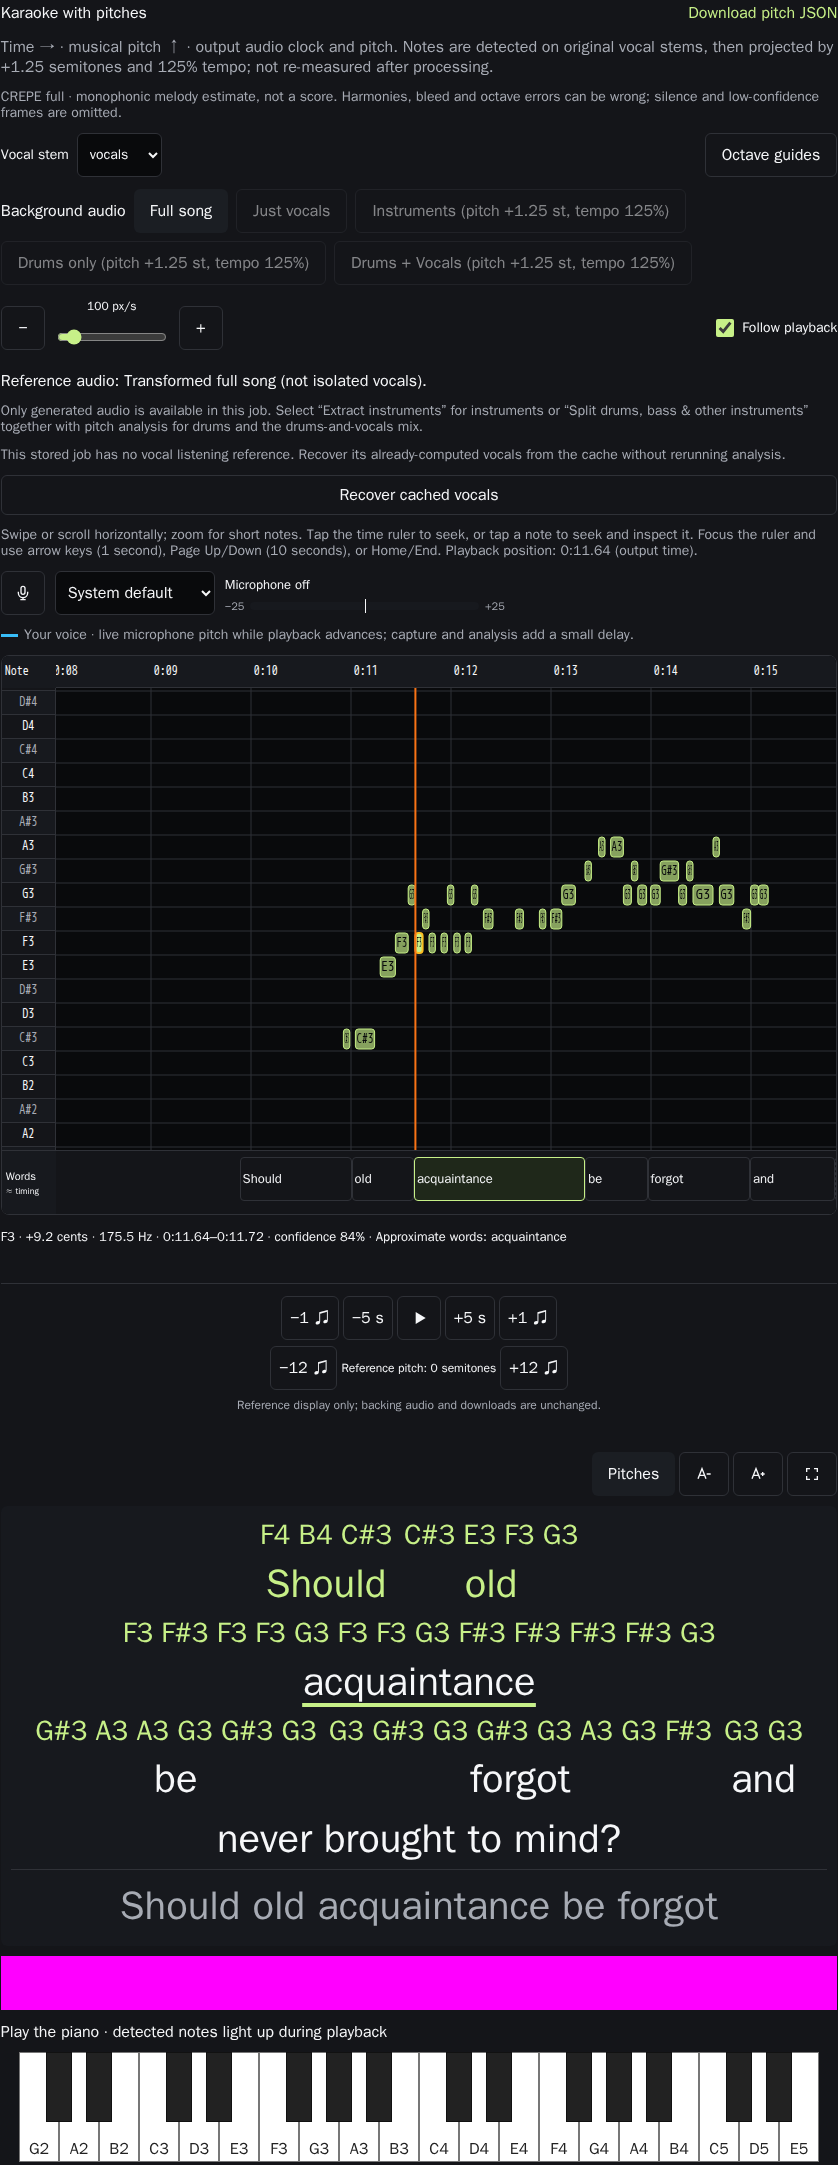 Karaoke with pitches Download pitch JSON
Time → · musical pitch ↑ · output audio clock and pitch. Notes are detected on original vocal stems, then projected by
+1.25 semitones and 125% tempo; not re-measured after processing.
CREPE full · monophonic melody estimate, not a score. Harmonies, bleed and octave errors can be wrong; silence and low-confidence
frames are omitted.
Vocal stem vocals Octave guides
Background audio Full song Just vocals Instruments (pitch +1.25 st, tempo 125%)
Drums only (pitch +1.25 st, tempo 125%) Drums + Vocals (pitch +1.25 st, tempo 125%)
100 px/s
− + Follow playback
Reference audio: Transformed full song (not isolated vocals).
Only generated audio is available in this job. Select “Extract instruments” for instruments or “Split drums, bass & other instruments”
together with pitch analysis for drums and the drums-and-vocals mix.
This stored job has no vocal listening reference. Recover its already-computed vocals from the cache without rerunning analysis.
Recover cached vocals
Swipe or scroll horizontally; zoom for short notes. Tap the time ruler to seek, or tap a note to seek and inspect it. Focus the ruler and
use arrow keys (1 second), Page Up/Down (10 seconds), or Home/End. Playback position: 0:11.64 (output time).
System default Microphone off
−25 +25
Your voice · live microphone pitch while playback advances; capture and analysis add a small delay.
Note 0:08 0:09 0:10 0:11 0:12 0:13 0:14 0:15
D#4
D4
C#4
C4
B3
A#3
A3 A3
G#3 G#3
G3 G3 G3 G3 G3
F#3 F#3
F3 F3
E3 E3
D#3
D3
C#3 C#3
C3
B2
A#2
A2
Words Should old acquaintance be forgot and
≈ timing
F3 · +9.2 cents · 175.5 Hz · 0:11.64–0:11.72 · confidence 84% · Approximate words: acquaintance
−1 ♫ −5 s +5 s +1 ♫
−12 ♫ Reference pitch: 0 semitones +12 ♫
Reference display only; backing audio and downloads are unchanged.
Pitches A- A+
F4 B4 C#3 C#3 E3 F3 G3
Should old
F3 F#3 F3 F3 G3 F3 F3 G3 F#3 F#3 F#3 F#3 G3
acquaintance
G#3 A3 A3 G3 G#3 G3 G3 G#3 G3 G#3 G3 A3 G3 F#3 G3 G3
be forgot and
never brought to mind?
Should old acquaintance be forgot
Play the piano · detected notes light up during playback
G2 A2 B2 C3 D3 E3 F3 G3 A3 B3 C4 D4 E4 F4 G4 A4 B4 C5 D5 E5